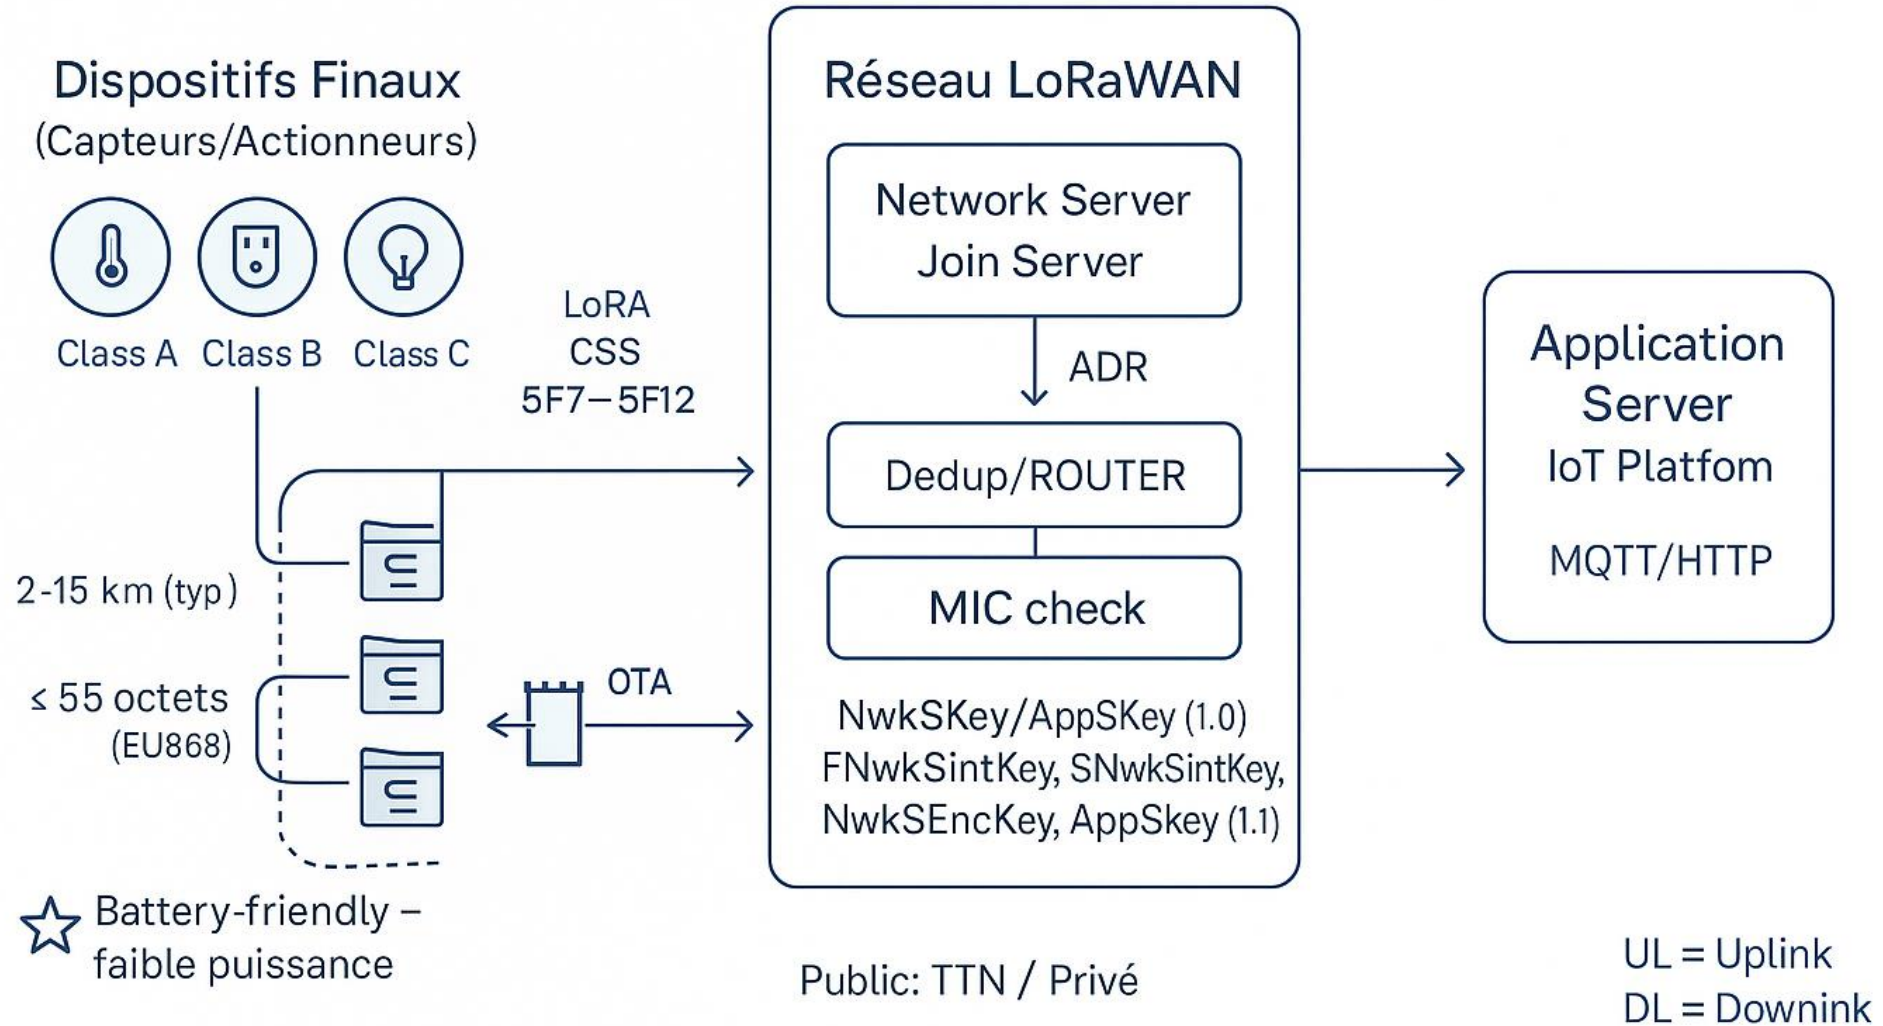 Dispositifs Finaux
(Capteurs/Actionneurs)
Class A
Class B
Class C
LoRA
CSS
5F7–5F12
2-15 km (typ)
≤ 55 octets
(EU868)
OTA
Battery-friendly –
faible puissance
Réseau LoRaWAN
Network Server
Join Server
ADR
Dedup/ROUTER
MIC check
NwkSKey/AppSKey (1.0)
FNwkSintKey, SNwkSintKey,
NwkSEncKey, AppSkey (1.1)
Public: TTN / Privé
Application
Server
IoT Platfom
MQTT/HTTP
UL = Uplink
DL = Downink